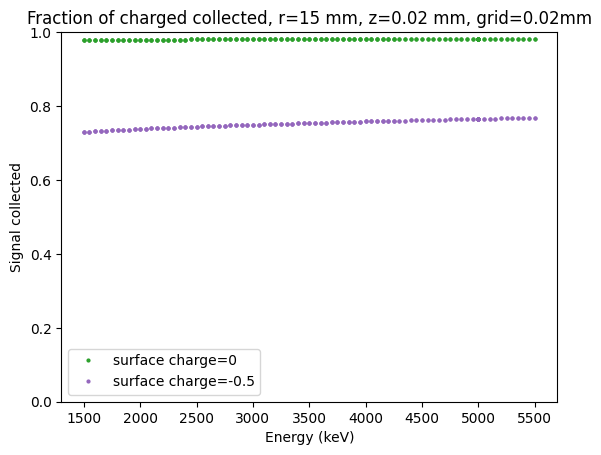 Fraction of charged collected, r=15 mm, z=0.02 mm, grid=0.02mm
1.0
0.8
0.6
0.4
0.2
0.0
Signal collected
surface charge=0
surface charge=-0.5
1500 2000 2500 3000 3500 4000 4500 5000 5500
Energy (keV)